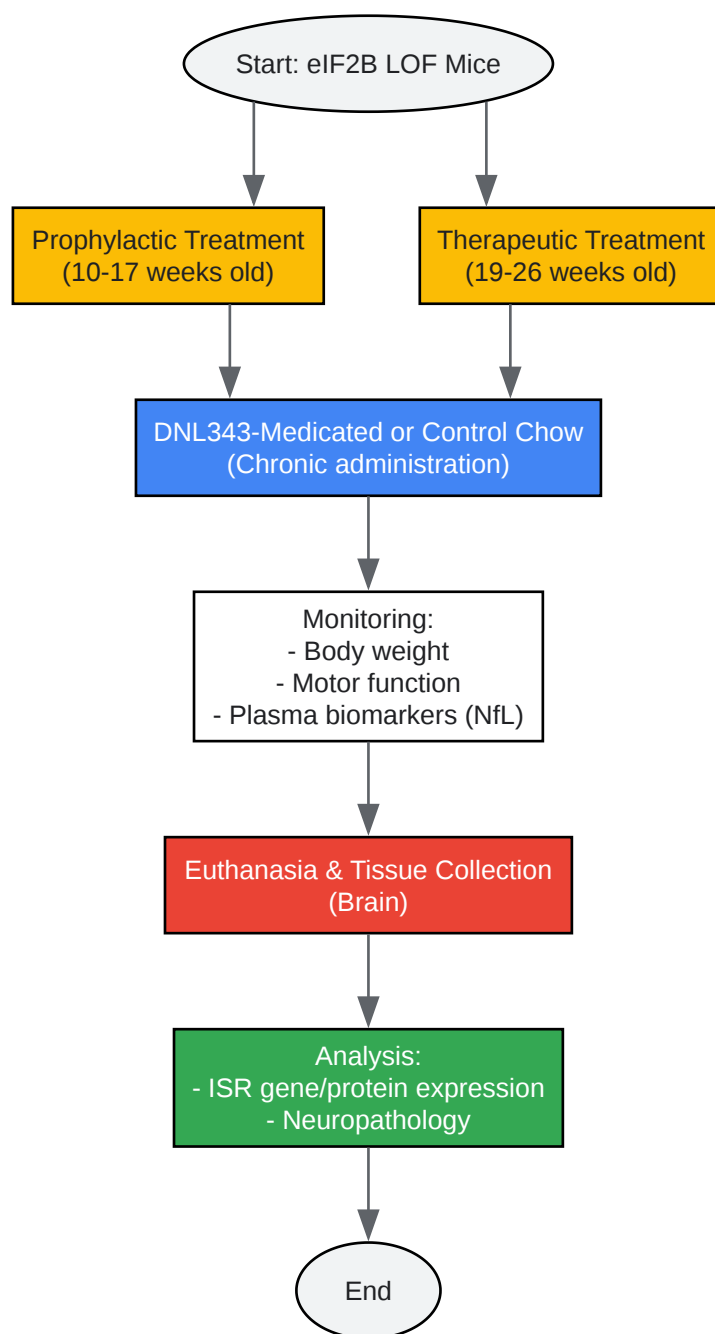 Start: eIF2B LOF Mice
Prophylactic Treatment
(10-17 weeks old)
Therapeutic Treatment
(19-26 weeks old)
DNL343-Medicated or Control Chow
(Chronic administration)
Monitoring:
- Body weight
- Motor function
- Plasma biomarkers (NfL)
Euthanasia & Tissue Collection
(Brain)
Analysis:
- ISR gene/protein expression
- Neuropathology
End